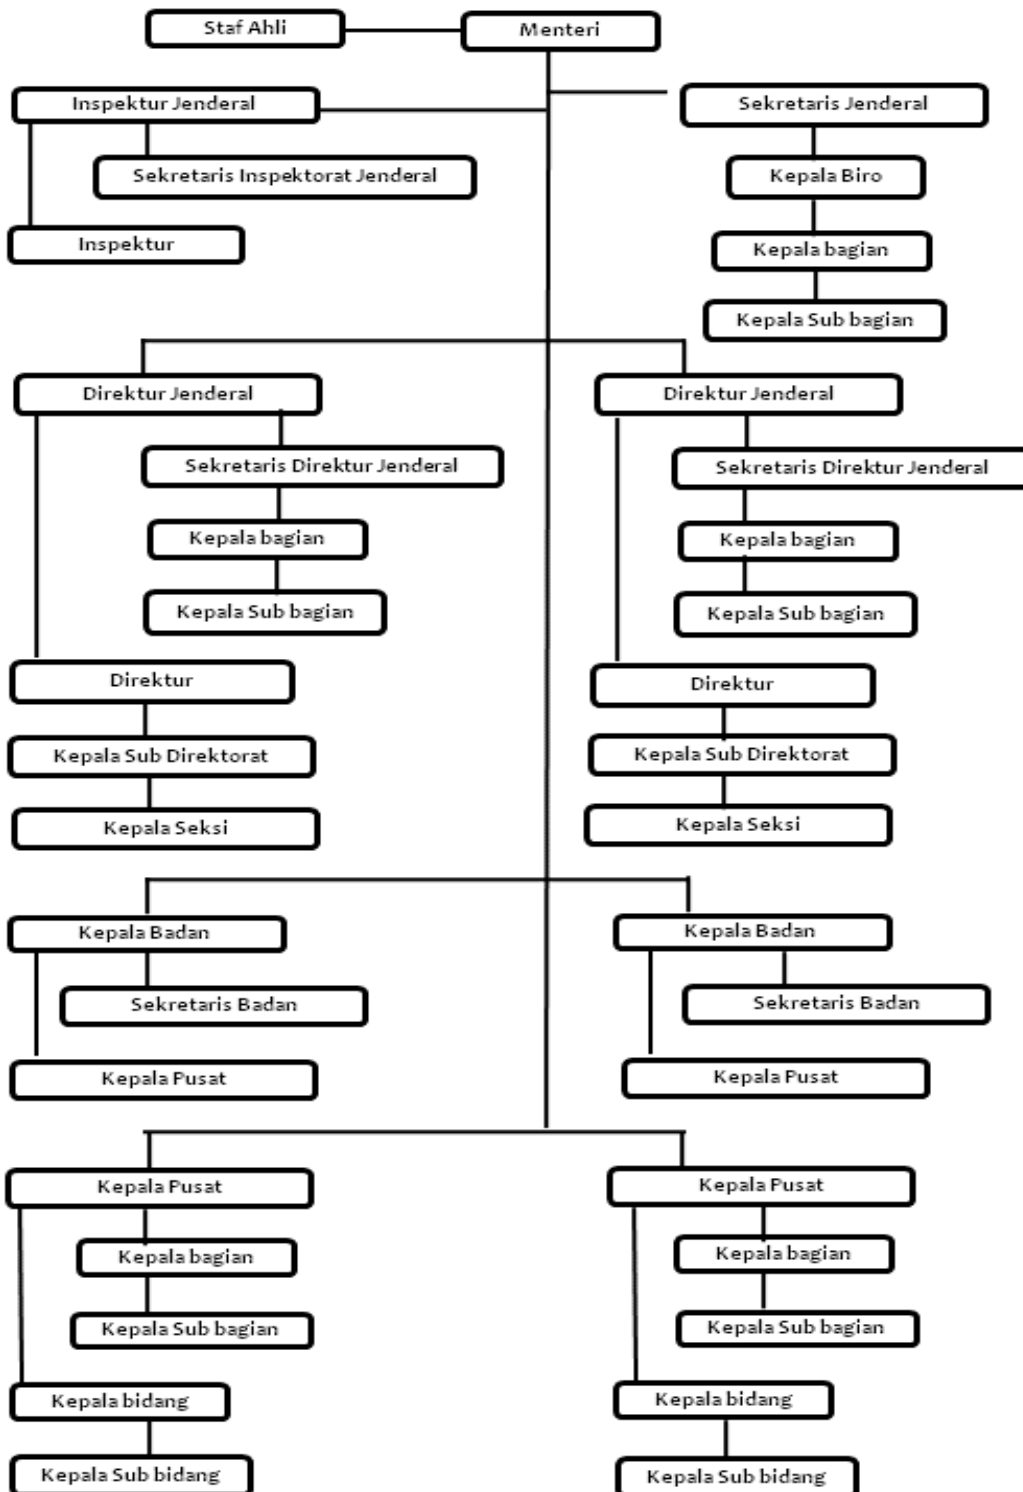 Staf Ahli
Menteri
Inspektur Jenderal
Sekretaris Jenderal
Sekretaris Inspektorat Jenderal
Kepala Biro
Inspektur
Kepala bagian
Kepala Sub bagian
Direktur Jenderal
Direktur Jenderal
Sekretaris Direktur Jenderal
Sekretaris Direktur Jenderal
Kepala bagian
Kepala bagian
Kepala Sub bagian
Kepala Sub bagian
Direktur
Direktur
Kepala Sub Direktorat
Kepala Sub Direktorat
Kepala Seksi
Kepala Seksi
Kepala Badan
Kepala Badan
Sekretaris Badan
Sekretaris Badan
Kepala Pusat
Kepala Pusat
Kepala Pusat
Kepala Pusat
Kepala bagian
Kepala bagian
Kepala Sub bagian
Kepala Sub bagian
Kepala bidang
Kepala bidang
Kepala Sub bidang
Kepala Sub bidang